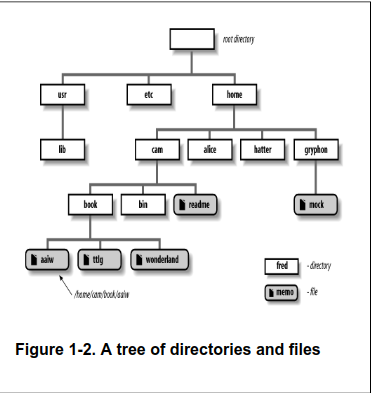 root directory
usr etc home
lib cam alice hatter gryphon
book bin readme mock
aaiw ttlg wonderland
fred - directory
memo - file
/home/cam/book/aaiw
Figure 1-2. A tree of directories and files